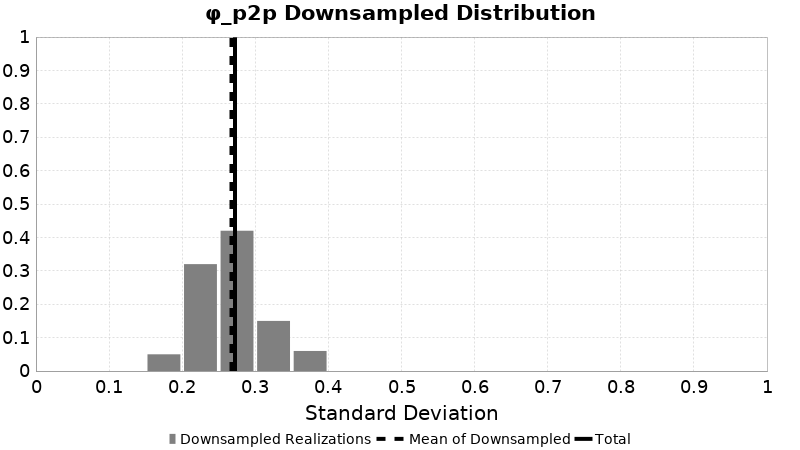 φ_p2p Downsampled Distribution
1
0.9
0.8
0.7
0.6
0.5
0.4
0.3
0.2
0.1
0
0 0.1 0.2 0.3 0.4 0.5 0.6 0.7 0.8 0.9 1
Standard Deviation
Downsampled Realizations Mean of Downsampled Total